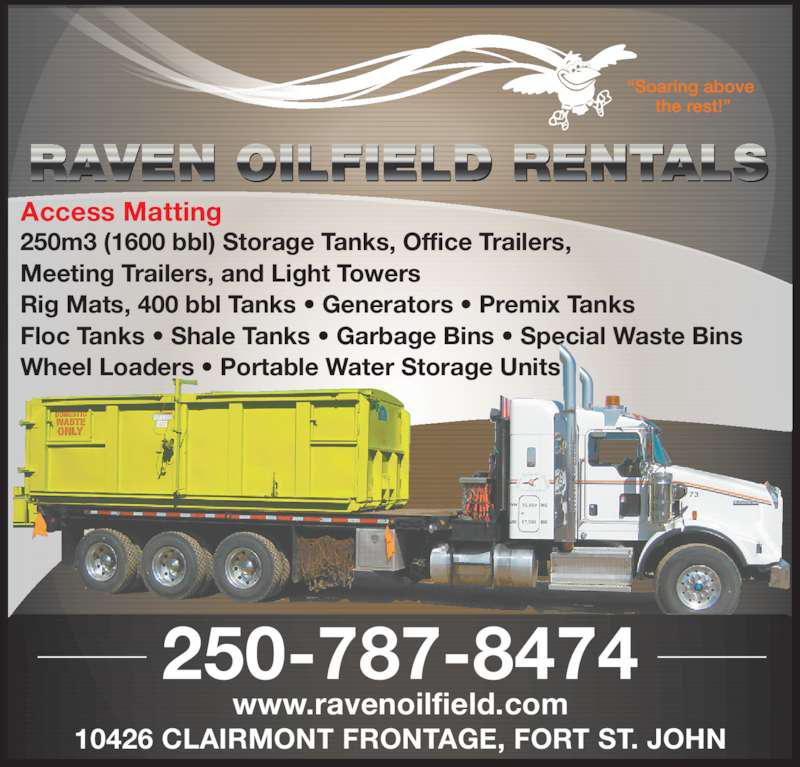 "Soaring above
the rest!"
RAVEN OILFIELD RENTALS
Access Matting
250m3 (1600 bbl) Storage Tanks, Office Trailers,
Meeting Trailers, and Light Towers
Rig Mats, 400 bbl Tanks • Generators • Premix Tanks
Floc Tanks • Shale Tanks • Garbage Bins • Special Waste Bins
Wheel Loaders • Portable Water Storage Units
DOMESTIC
WASTE
ONLY
73
250-787-8474
www.ravenoilfield.com
10426 CLAIRMONT FRONTAGE, FORT ST. JOHN